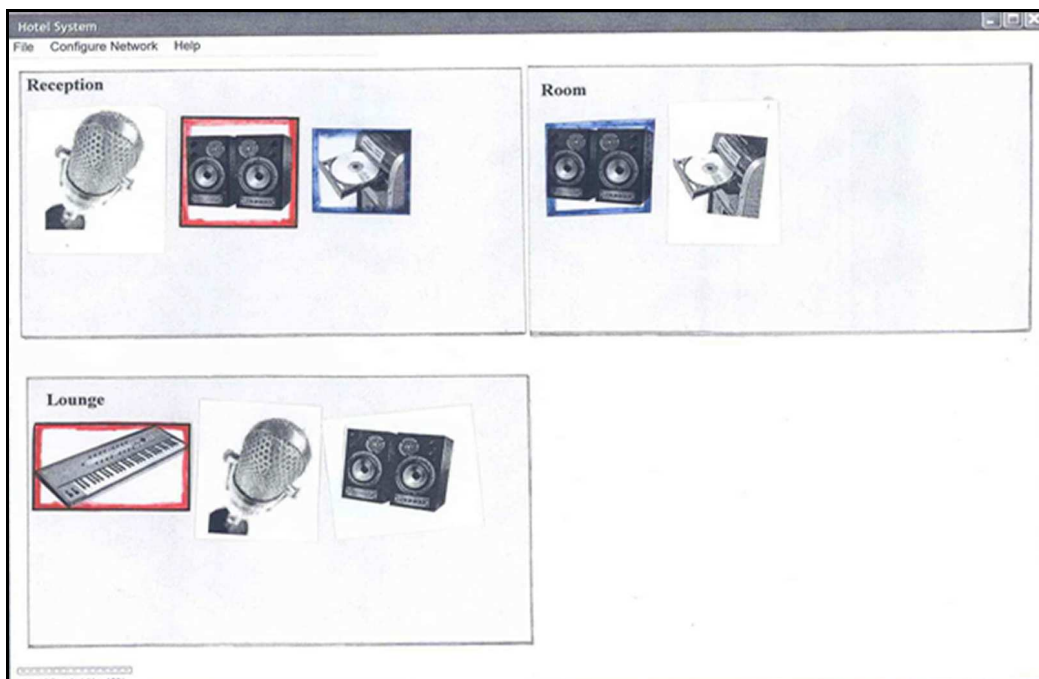 Hotel System
File Configure Network Help
Reception
Room
Lounge